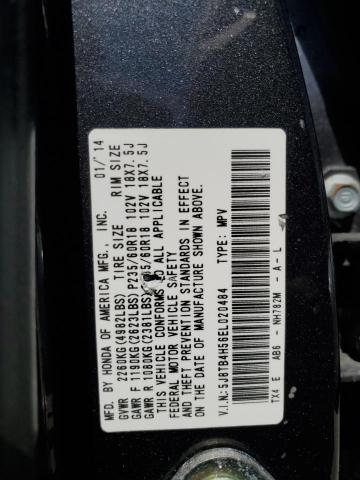 MFD. BY HONDA OF AMERICA MFG., INC. 01/'14
GVWR 2260KG(4982LBS) TIRE SIZE RIM SIZE
GAWR F 1190KG(2623LBS) P235/60R18 102V 18X7.5J
GAWR R 1080KG(2381LBS) 5/60R18 102V 18X7.5J
THIS VEHICLE CONFORMS TO ALL APPLICABLE
FEDERAL MOTOR VEHICLE SAFETY
AND THEFT PREVENTION STANDARDS IN EFFECT
ON THE DATE OF MANUFACTURE SHOWN ABOVE.
V.I.N:5J8TB4H56EL020484 TYPE: MPV
TX4 E AB6 - NH782M - A - L